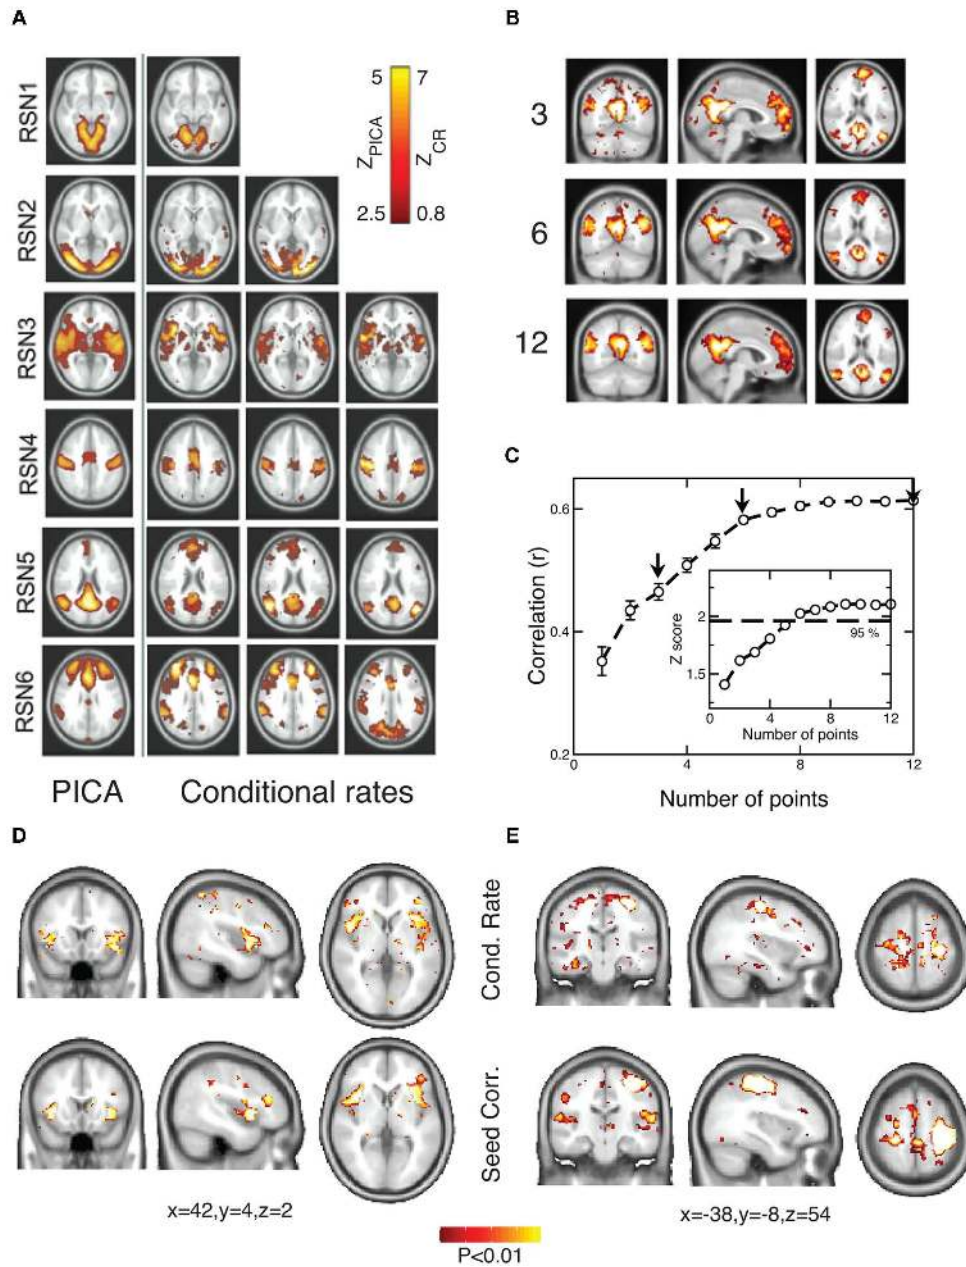 A
RSN1
RSN2
RSN3
RSN4
RSN5
RSN6
5
7
Z PICA
Z CR
2.5
0.8
PICA
Conditional rates
B
3
6
12
C
Correlation (r)
0.6
0.4
0.2
0
4
8
12
Number of points
Z score
2
1.5
95 %
0
4
8
12
Number of points
D
x=42,y=4,z=2
E
Cond. Rate
Seed Corr.
x=-38,y=-8,z=54
P<0.01